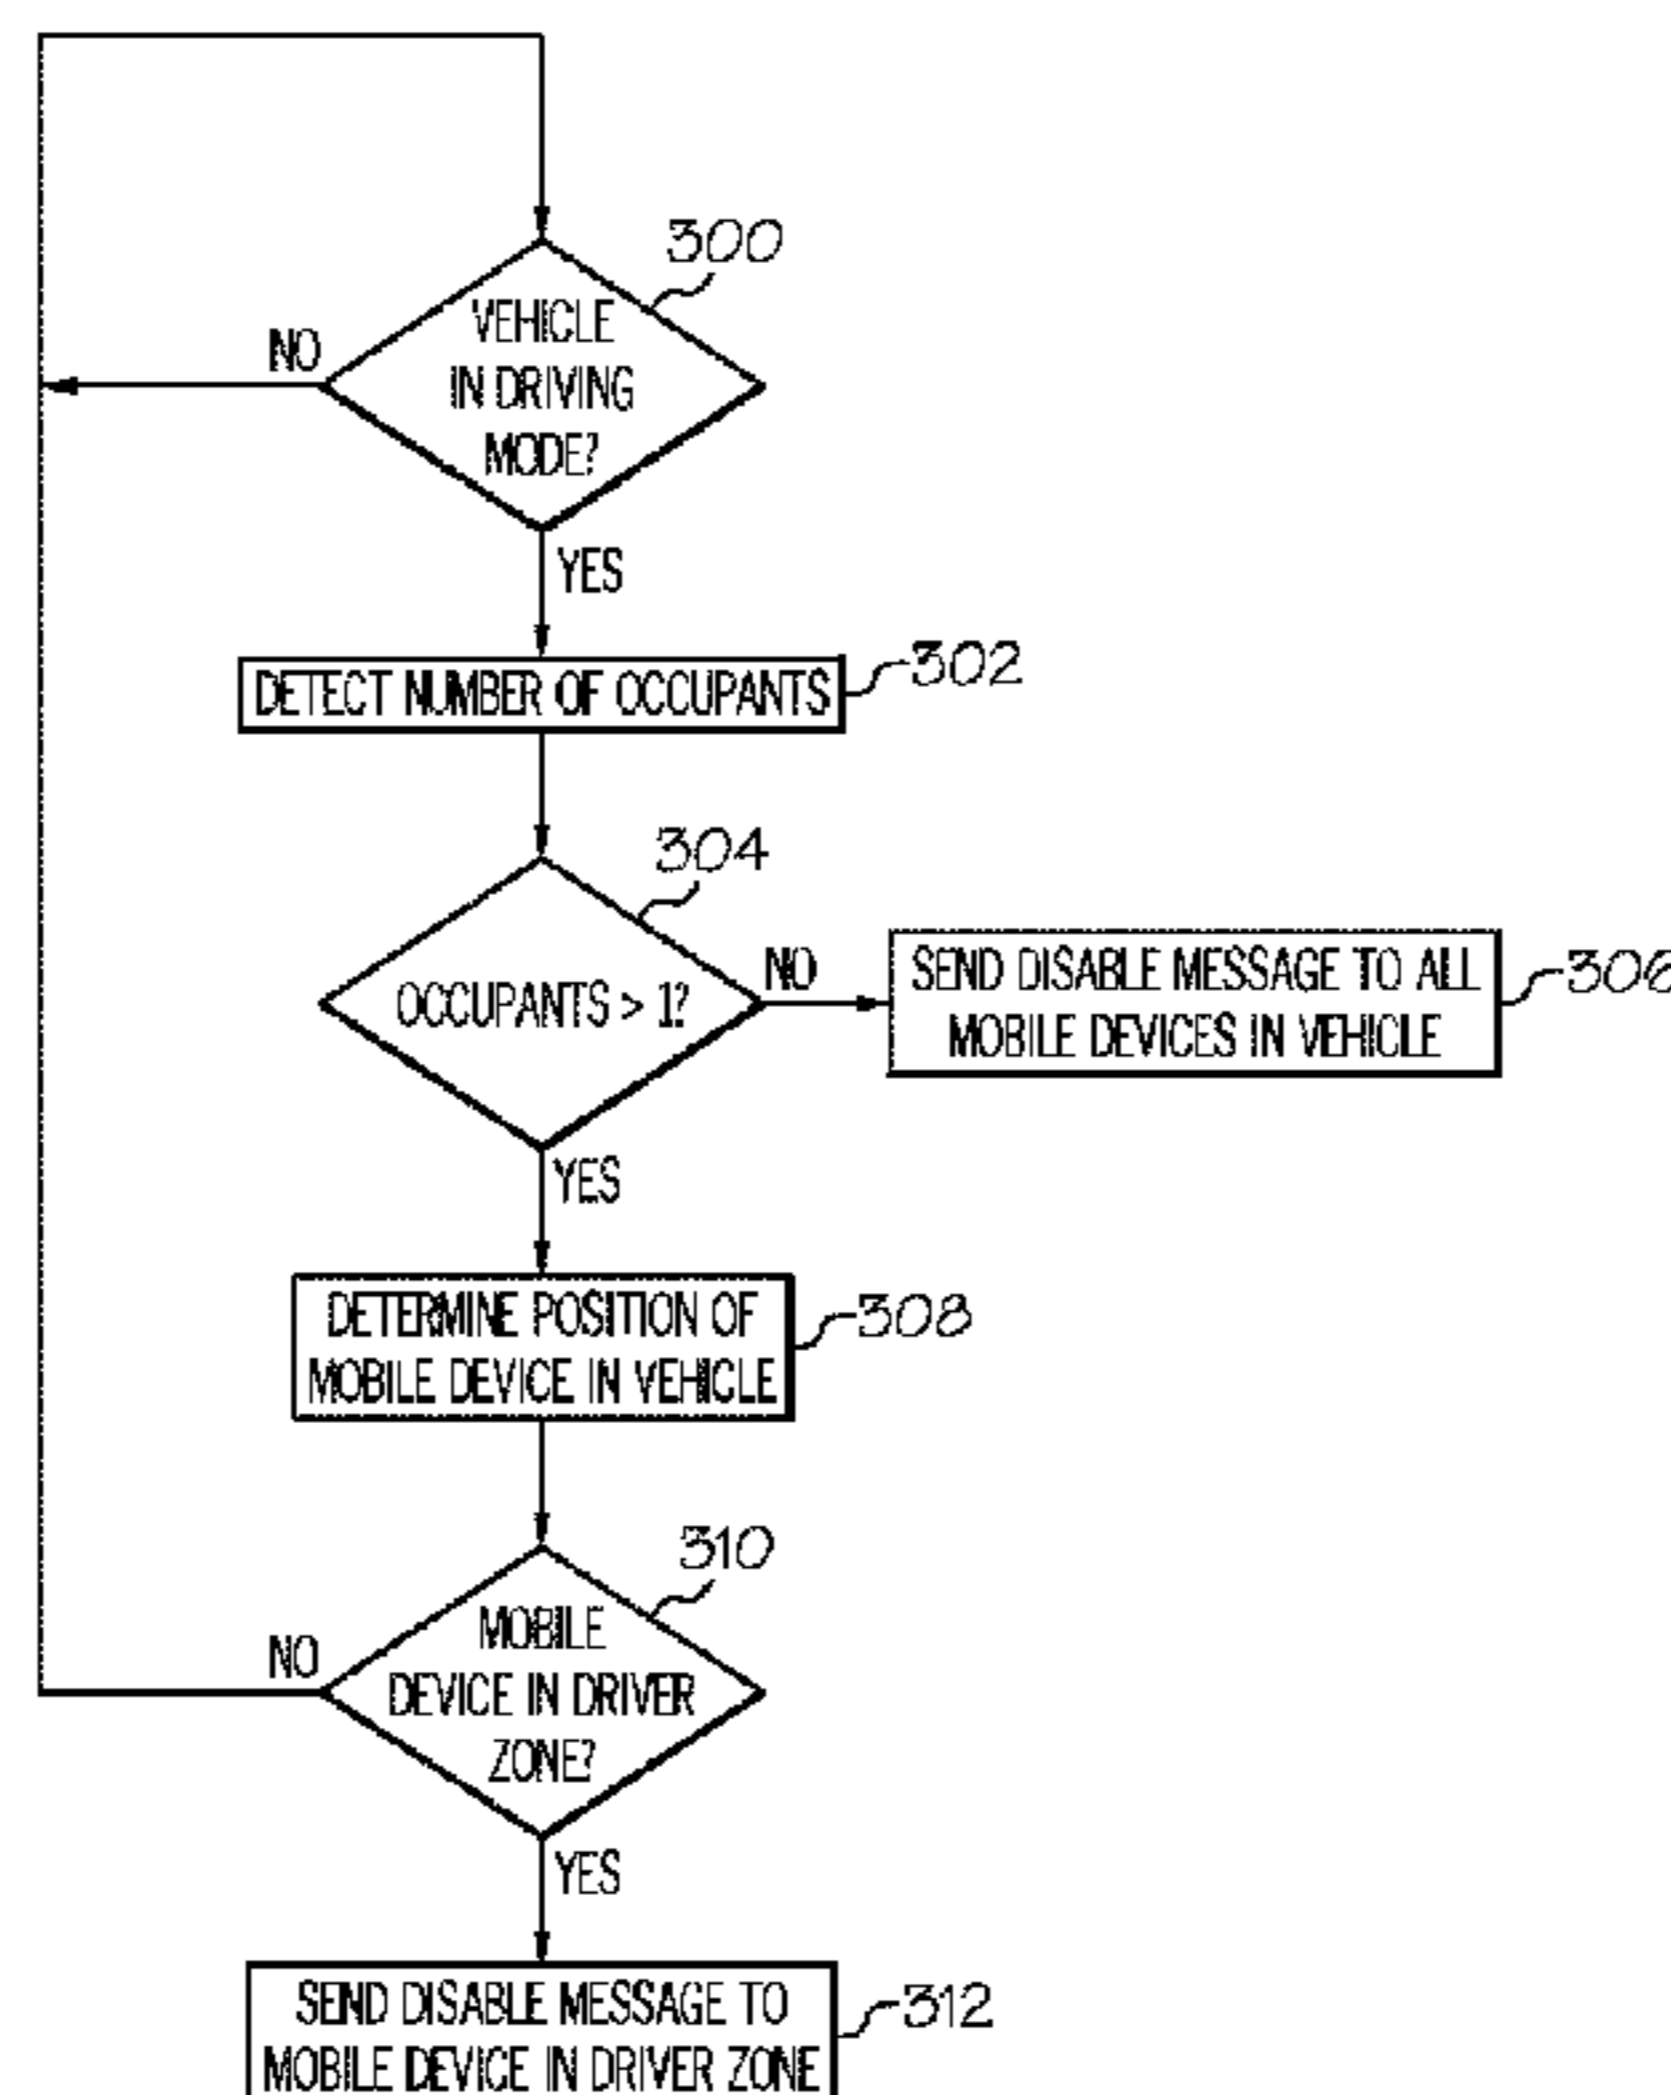 300
VEHICLE
IN DRIVING
MODE?
NO
YES
DETECT NUMBER OF OCCUPANTS
302
304
OCCUPANTS > 1?
NO
SEND DISABLE MESSAGE TO ALL
MOBILE DEVICES IN VEHICLE
306
YES
DETERMINE POSITION OF
MOBILE DEVICE IN VEHICLE
308
310
MOBILE
DEVICE IN DRIVER
ZONE?
NO
YES
SEND DISABLE MESSAGE TO
MOBILE DEVICE IN DRIVER ZONE
312